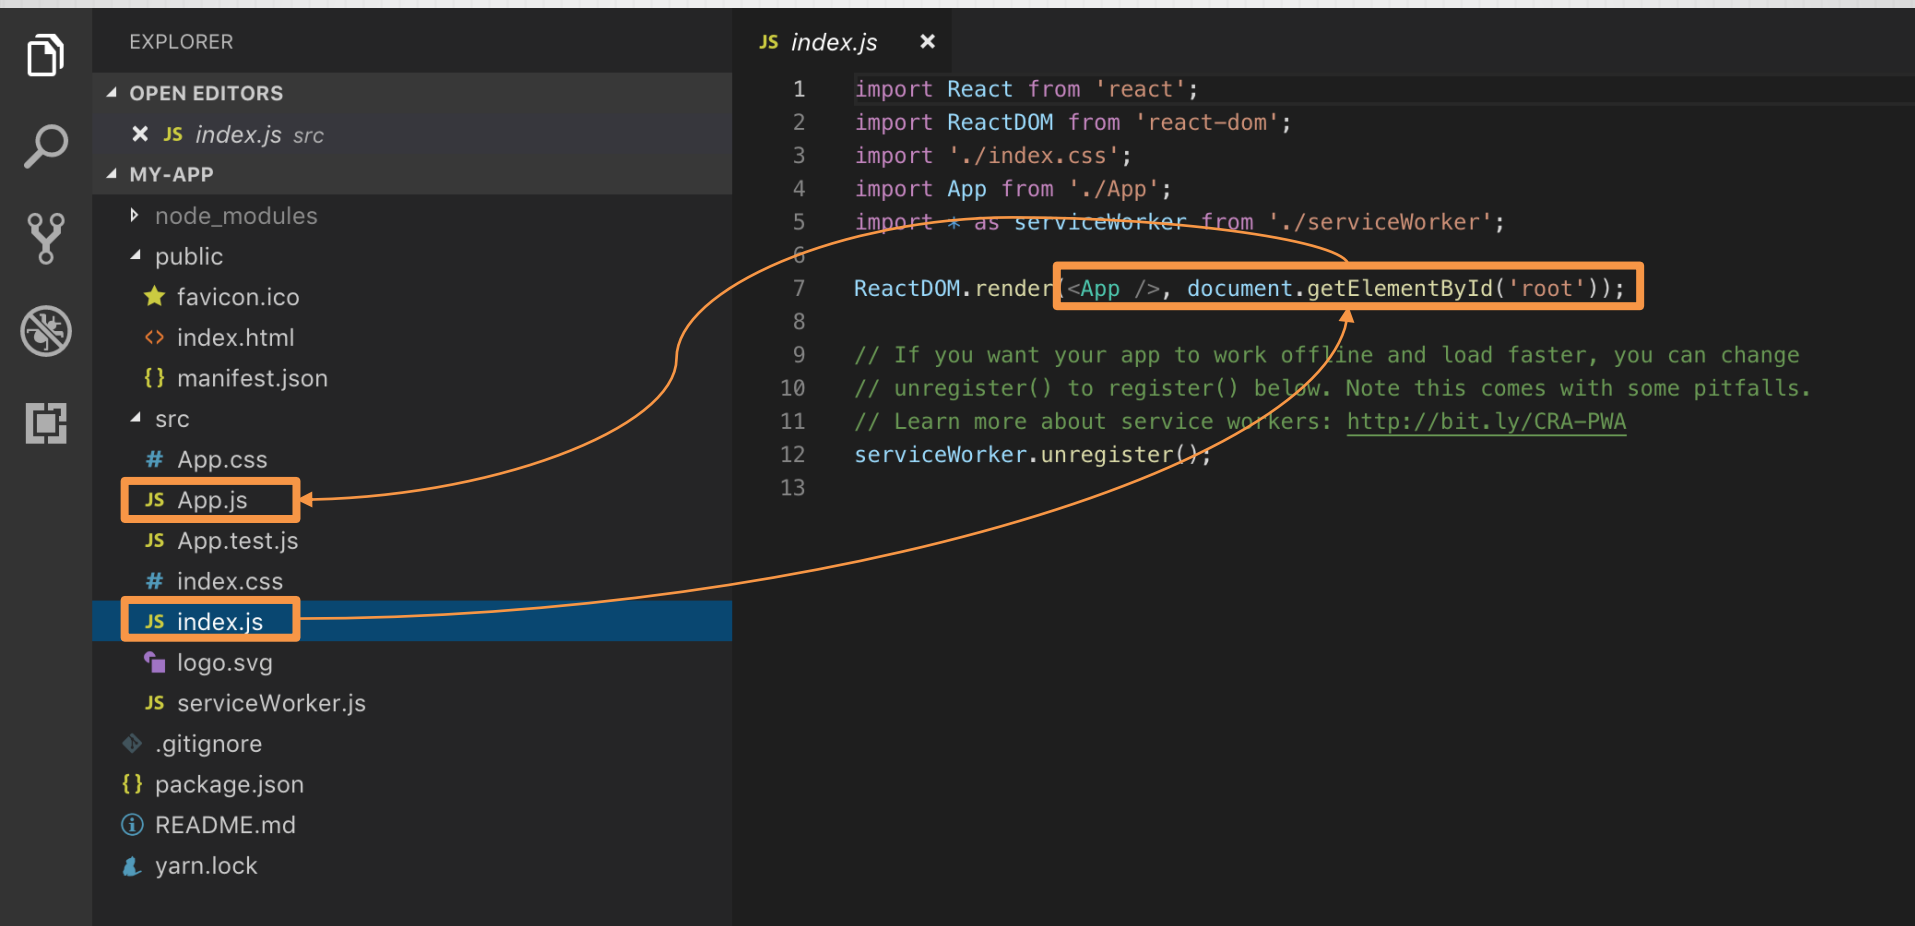 EXPLORER
OPEN EDITORS
JS index.js src
MY-APP
node_modules
public
favicon.ico
<> index.html
{} manifest.json
src
# App.css
JS App.js
JS App.test.js
# index.css
JS index.js
logo.svg
JS serviceWorker.js
.gitignore
{} package.json
README.md
yarn.lock
JS index.js ×
1 import React from 'react';
2 import ReactDOM from 'react-dom';
3 import './index.css';
4 import App from './App';
5 import * as serviceWorker from './serviceWorker';
6
7 ReactDOM.render(<App />, document.getElementById('root'));
8
9 // If you want your app to work offline and load faster, you can change
10 // unregister() to register() below. Note this comes with some pitfalls.
11 // Learn more about service workers: http://bit.ly/CRA-PWA
12 serviceWorker.unregister();
13